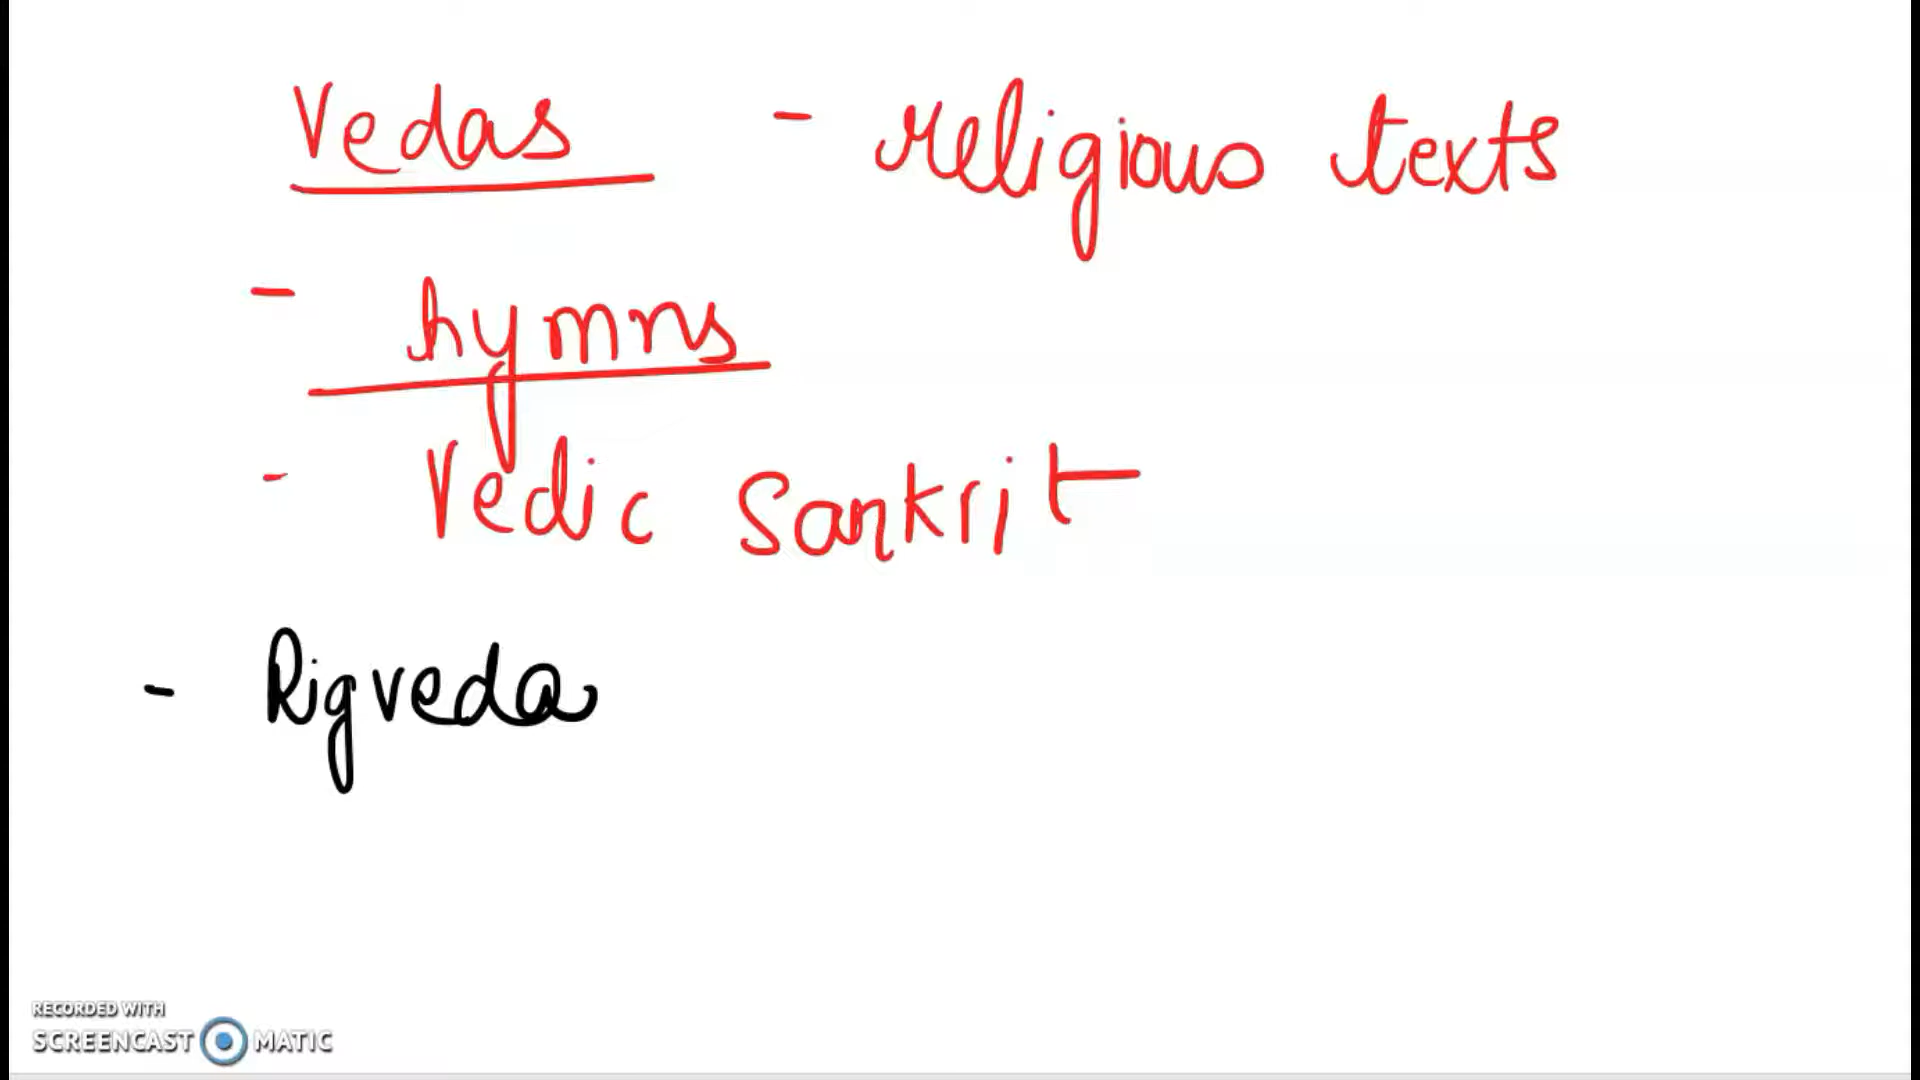 Vedas - religious texts
- hymns
- Vedic Sankrit
- Rigveda
RECORDED WITH
SCREENCAST MATIC